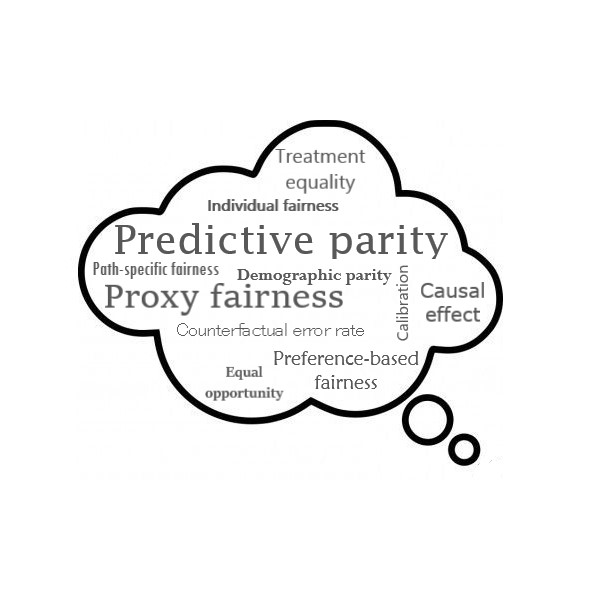 Treatment
equality
Individual fairness
Predictive parity
Path-specific fairness
Demographic parity
Proxy fairness
Calibration
Causal
effect
Counterfactual error rate
Preference-based
fairness
Equal
opportunity